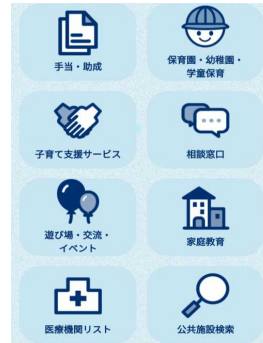 手当・助成
保育園・幼稚園・
学童保育
子育て支援サービス
相談窓口
遊び場・交流・
イベント
家庭教育
医療機関リスト
公共施設検索